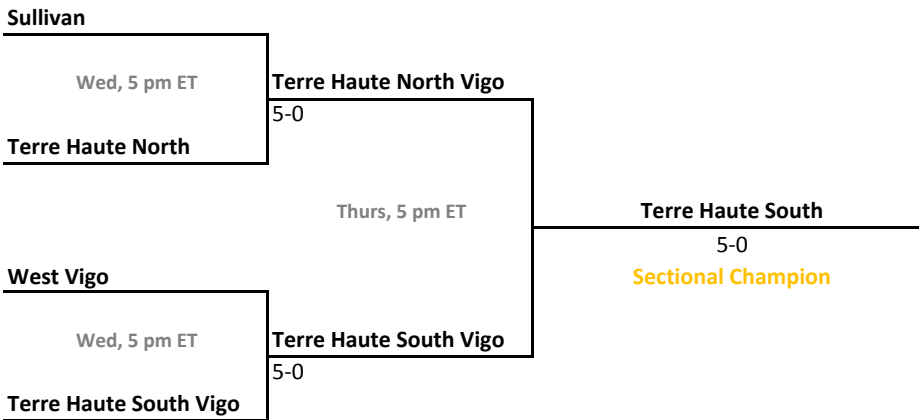 Sullivan
Wed, 5 pm ET
Terre Haute North Vigo
5-0
Terre Haute North
Thurs, 5 pm ET
Terre Haute South
5-0
Sectional Champion
West Vigo
Wed, 5 pm ET
Terre Haute South Vigo
5-0
Terre Haute South Vigo